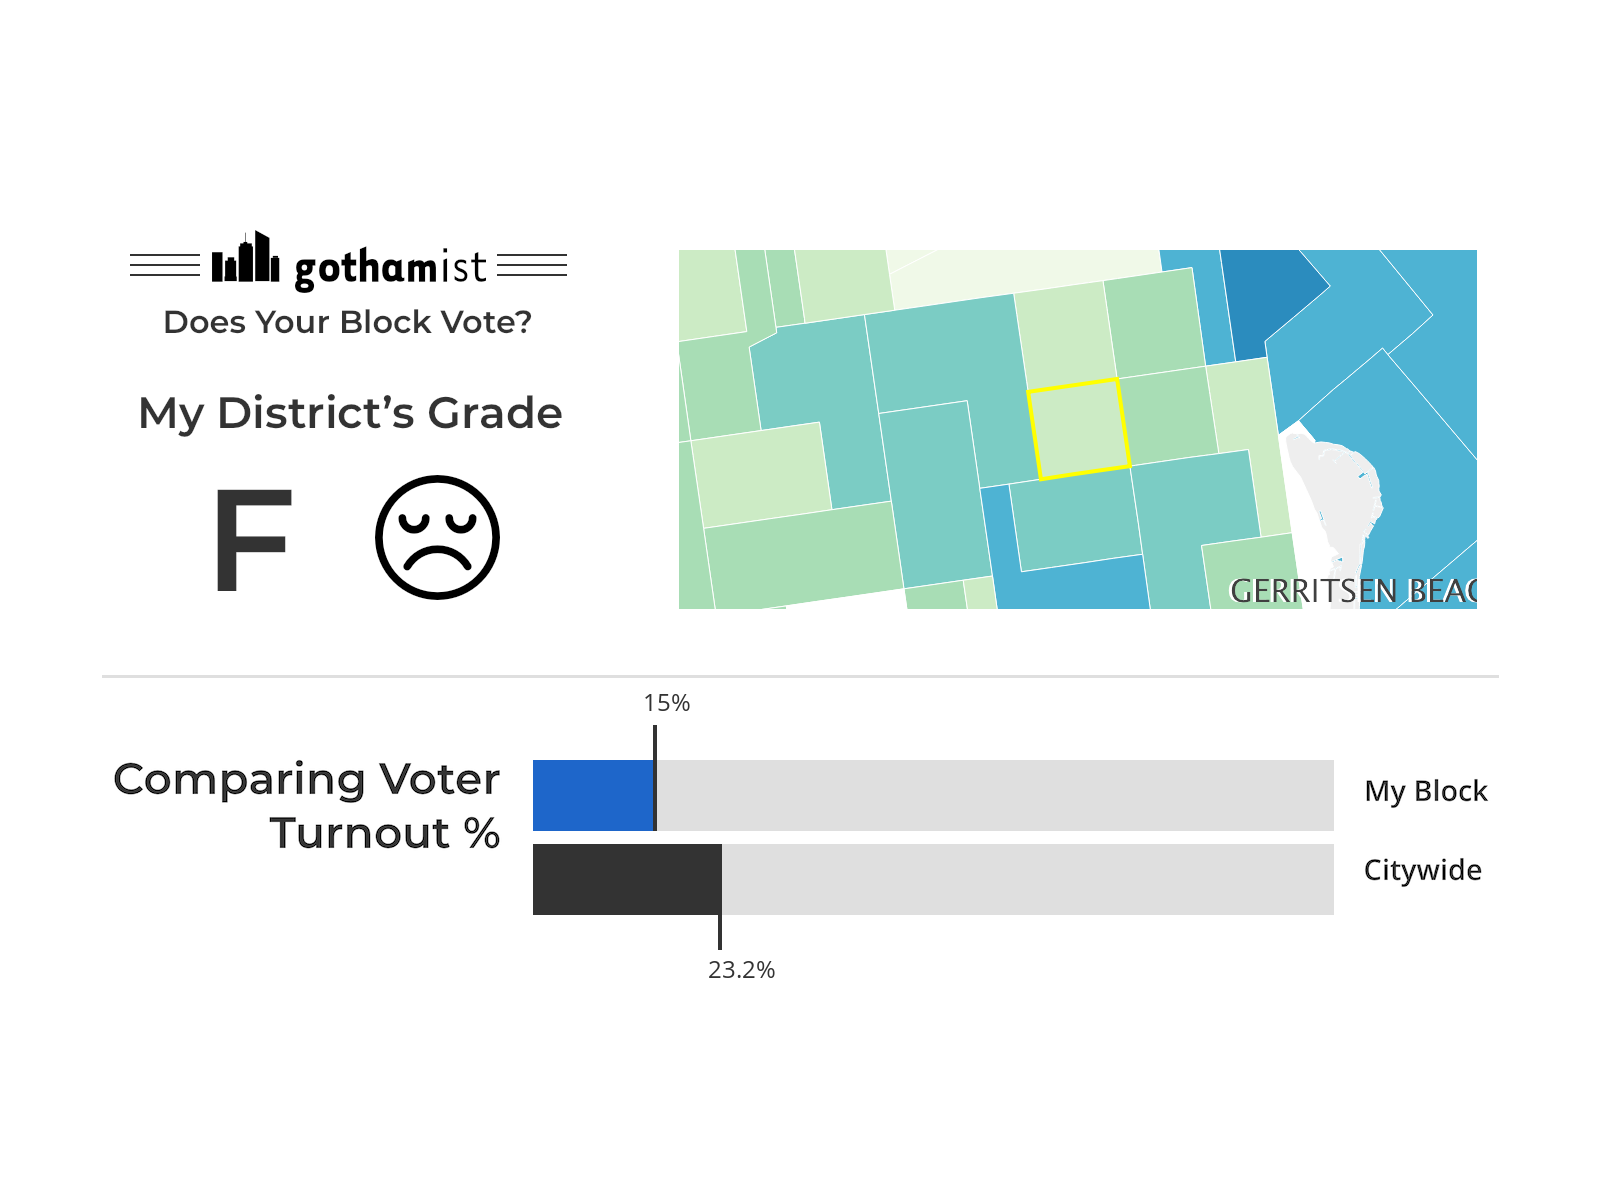 gothamist
Does Your Block Vote?
My District's Grade
F
GERRITSEN BEAC
15%
Comparing Voter
Turnout %
My Block
Citywide
23.2%